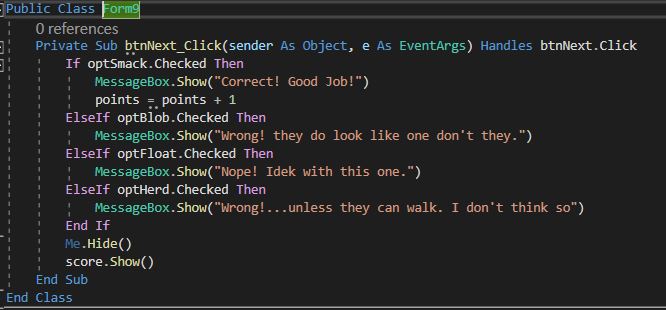 Public Class Form9
0 references
Private Sub btnNext_Click(sender As Object, e As EventArgs) Handles btnNext.Click
If optSmack.Checked Then
MessageBox.Show("Correct! Good Job!")
points = points + 1
ElseIf optBlob.Checked Then
MessageBox.Show("Wrong! they do look like one don't they.")
ElseIf optFloat.Checked Then
MessageBox.Show("Nope! Idek with this one.")
ElseIf optHerd.Checked Then
MessageBox.Show("Wrong!...unless they can walk. I don't think so")
End If
Me.Hide()
score.Show()
End Sub
End Class